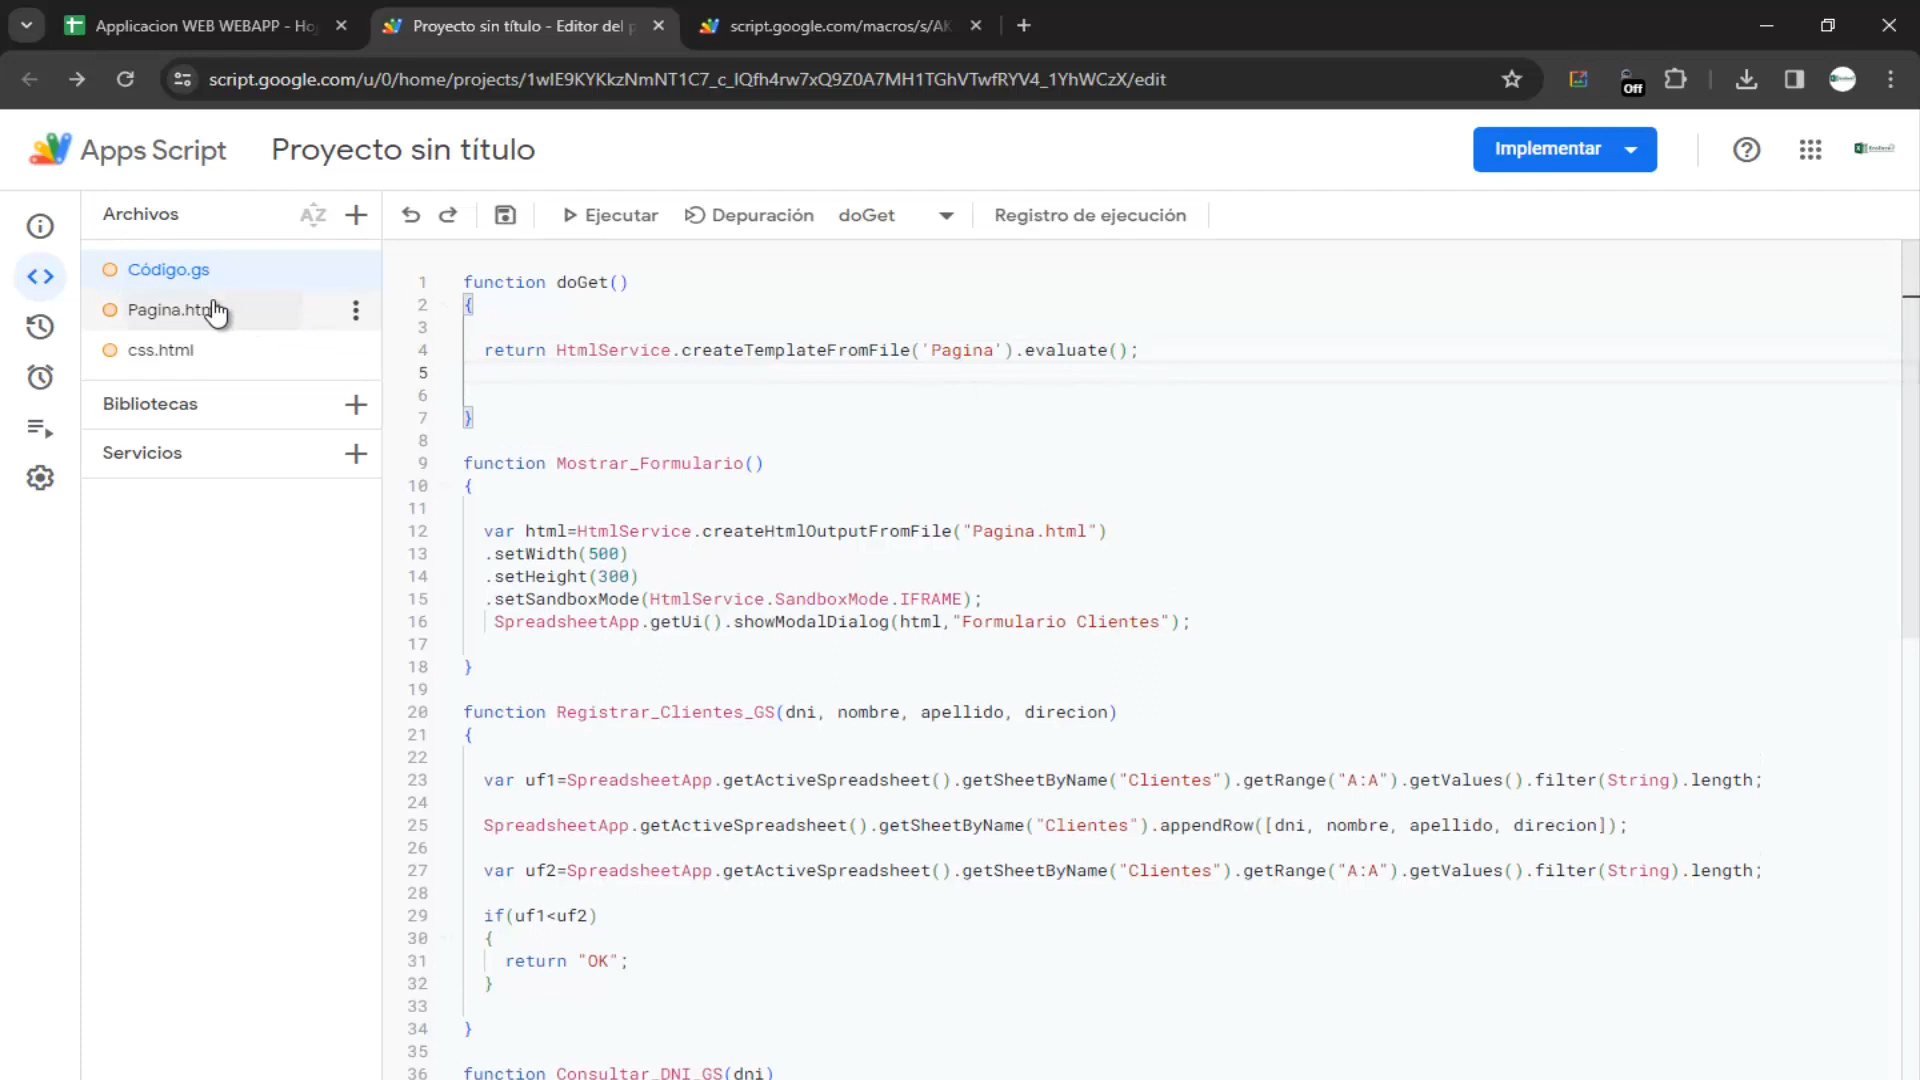 Applicacion WEB WEBAPP - Ho
Proyecto sin título - Editor del p
script.google.com/macros/s/AK
script.google.com/u/0/home/projects/1wIE9KYKkzNmNT1C7_c_IQfh4rw7xQ9Z0A7MH1TGhVTwfRYV4_1YhWCzX/edit
Off
Apps Script
Proyecto sin título
Implementar
Archivos
AZ
Ejecutar
Depuración
doGet
Registro de ejecución
Código.gs
Pagina.htm
css.html
Bibliotecas
Servicios
1 function doGet()
2 {
3
4 return HtmlService.createTemplateFromFile('Pagina').evaluate();
5
6
7 }
8
9 function Mostrar_Formulario()
10 {
11
12 var html=HtmlService.createHtmlOutputFromFile("Pagina.html")
13 .setWidth(500)
14 .setHeight(300)
15 .setSandboxMode(HtmlService.SandboxMode.IFRAME);
16 SpreadsheetApp.getUi().showModalDialog(html,"Formulario Clientes");
17
18 }
19
20 function Registrar_Clientes_GS(dni, nombre, apellido, direcion)
21 {
22
23 var uf1=SpreadsheetApp.getActiveSpreadsheet().getSheetByName("Clientes").getRange("A:A").getValues().filter(String).length;
24
25 SpreadsheetApp.getActiveSpreadsheet().getSheetByName("Clientes").appendRow([dni, nombre, apellido, direcion]);
26
27 var uf2=SpreadsheetApp.getActiveSpreadsheet().getSheetByName("Clientes").getRange("A:A").getValues().filter(String).length;
28
29 if(uf1<uf2)
30 {
31 return "OK";
32 }
33
34 }
35
36 function Consultar_DNI_GS(dni)